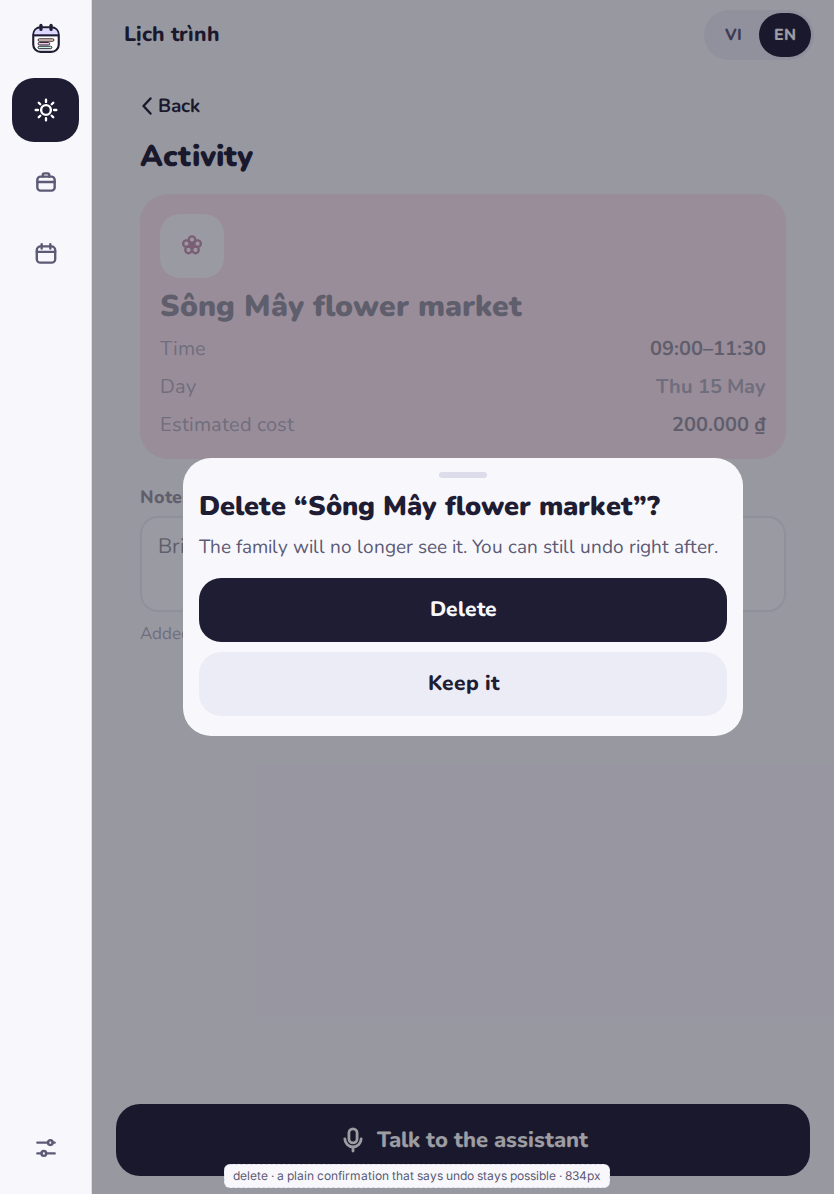 Lịch trình
VI EN
Back
Activity
Sông Mây flower market
Time 09:00–11:30
Day Thu 15 May
Estimated cost 200.000 ₫
Delete “Sông Mây flower market”?
The family will no longer see it. You can still undo right after.
Delete
Keep it
Talk to the assistant
delete · a plain confirmation that says undo stays possible · 834px